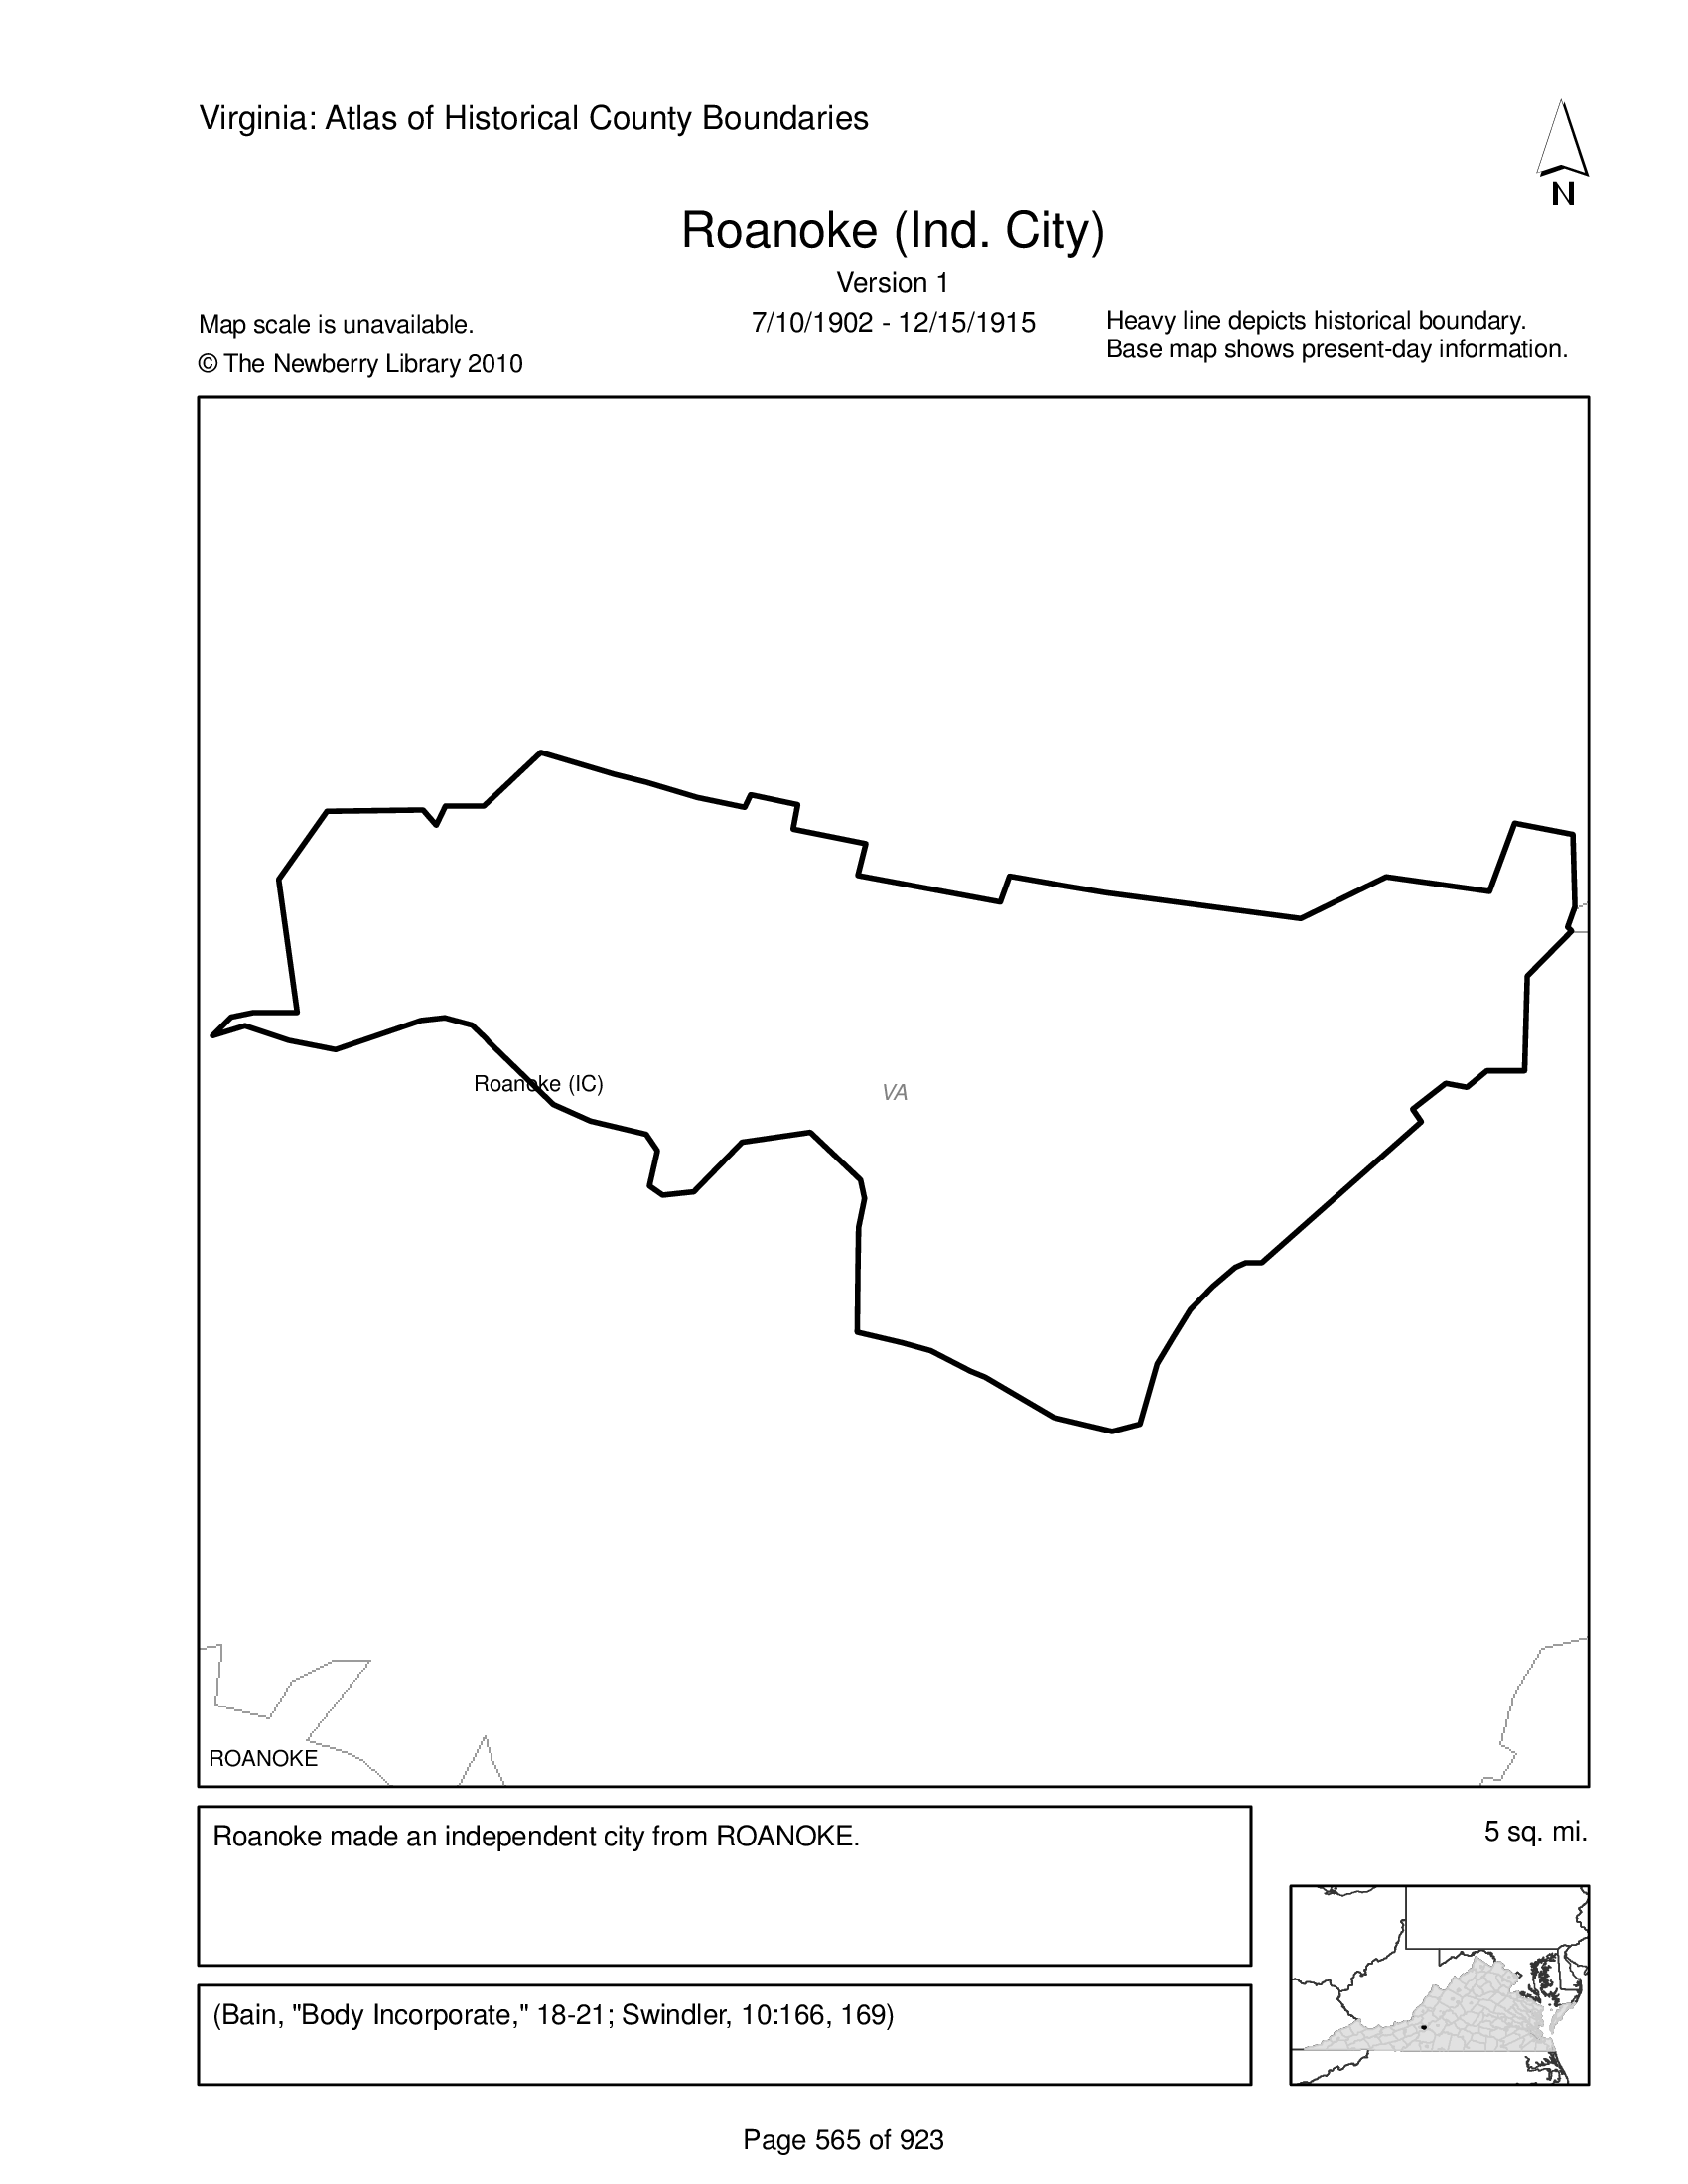 Virginia: Atlas of Historical County Boundaries
N
Roanoke (Ind. City)
Version 1
Map scale is unavailable.
7/10/1902 - 12/15/1915
Heavy line depicts historical boundary.
Base map shows present-day information.
© The Newberry Library 2010
Roanoke (IC)
VA
ROANOKE
Roanoke made an independent city from ROANOKE.
5 sq. mi.
(Bain, "Body Incorporate," 18-21; Swindler, 10:166, 169)
Page 565 of 923